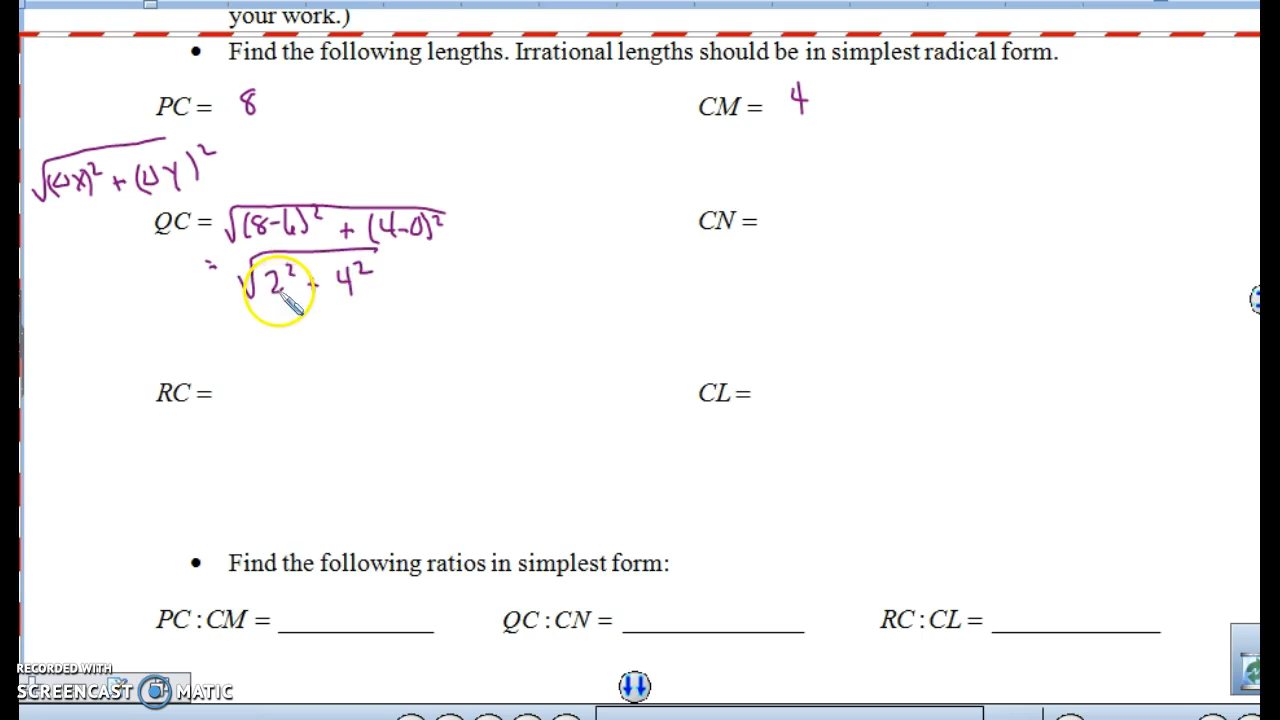 your work.)
• Find the following lengths. Irrational lengths should be in simplest radical form.
PC = 8
CM = 4
√(Δx)² + (Δy)²
QC = √(8-6)² + (4-0)²
= √2² + 4²
CN =
RC =
CL =
• Find the following ratios in simplest form:
PC : CM = ___________
QC : CN = _____________
RC : CL = ____________
RECORDED WITH
SCREENCAST MATIC